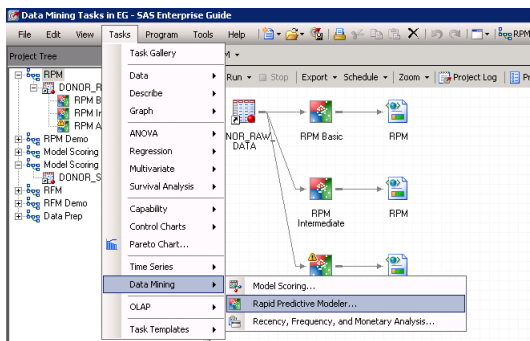 Data Mining Tasks in EG - SAS Enterprise Guide
File Edit View Tasks Program Tools Help
Project Tree
Run Stop Export Schedule Zoom Project Log
RPM
DONOR_R
RPM B
RPM In
RPM A
RPM Demo
Model Scoring
Model Scoring
DONOR_S
RFM
RFM Demo
Data Prep
Task Gallery
Data
Describe
Graph
ANOVA
Regression
Multivariate
Survival Analysis
Capability
Control Charts
Pareto Chart...
Time Series
Data Mining
OLAP
Task Templates
Model Scoring...
Rapid Predictive Modeler...
Recency, Frequency, and Monetary Analysis...
NOR_RAW_
DATA
RPM Basic
RPM
RPM
Intermediate
RPM